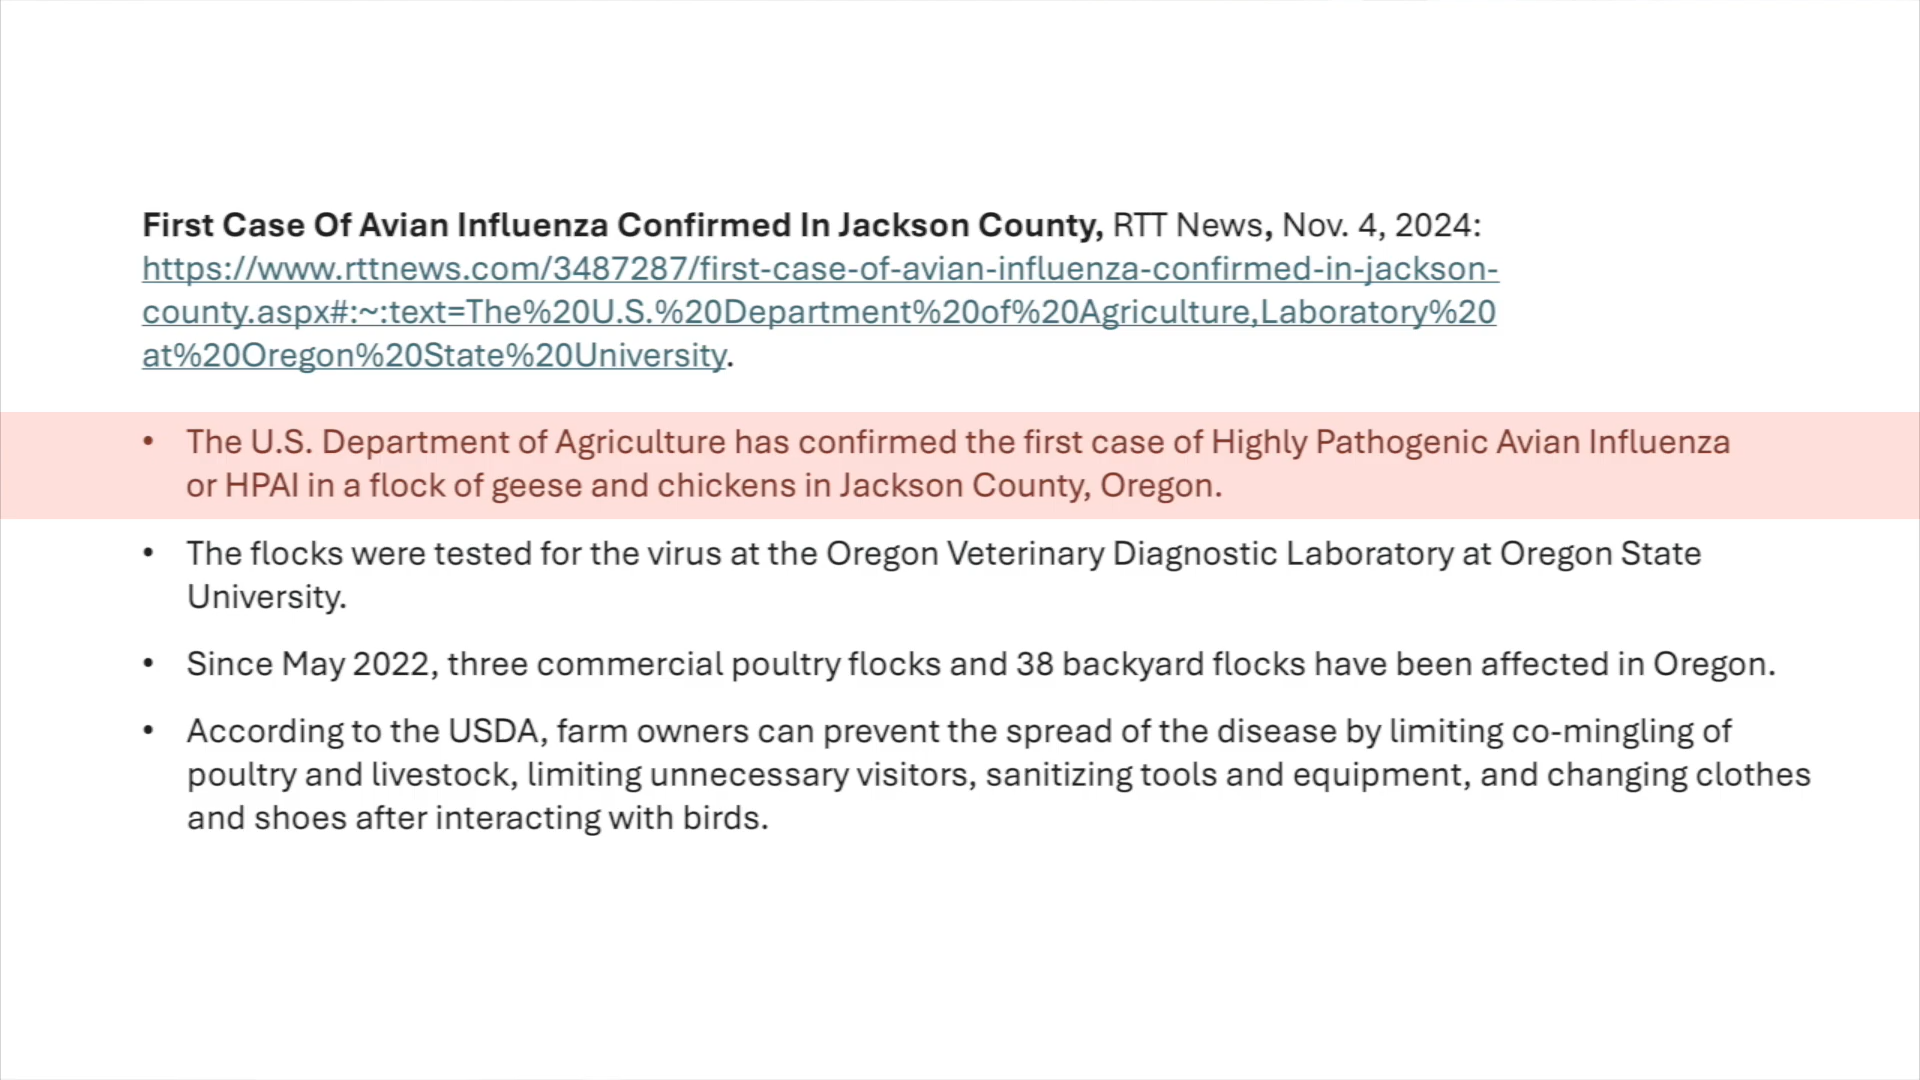 First Case Of Avian Influenza Confirmed In Jackson County, RTT News, Nov. 4, 2024:
https://www.rttnews.com/3487287/first-case-of-avian-influenza-confirmed-in-jackson-
county.aspx#:~:text=The%20U.S.%20Department%20of%20Agriculture,Laboratory%20
at%20Oregon%20State%20University.
• The U.S. Department of Agriculture has confirmed the first case of Highly Pathogenic Avian Influenza
or HPAI in a flock of geese and chickens in Jackson County, Oregon.
• The flocks were tested for the virus at the Oregon Veterinary Diagnostic Laboratory at Oregon State
University.
• Since May 2022, three commercial poultry flocks and 38 backyard flocks have been affected in Oregon.
• According to the USDA, farm owners can prevent the spread of the disease by limiting co-mingling of
poultry and livestock, limiting unnecessary visitors, sanitizing tools and equipment, and changing clothes
and shoes after interacting with birds.